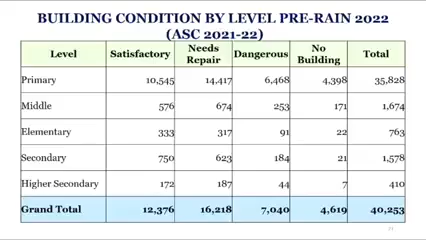 BUILDING CONDITION BY LEVEL PRE-RAIN 2022
(ASC 2021-22)
Level Satisfactory Needs Repair Dangerous No Building Total
Primary 10,545 14,417 6,468 4,398 35,828
Middle 576 674 253 171 1,674
Elementary 333 317 91 22 763
Secondary 750 623 184 21 1,578
Higher Secondary 172 187 44 7 410
Grand Total 12,376 16,218 7,040 4,619 40,253